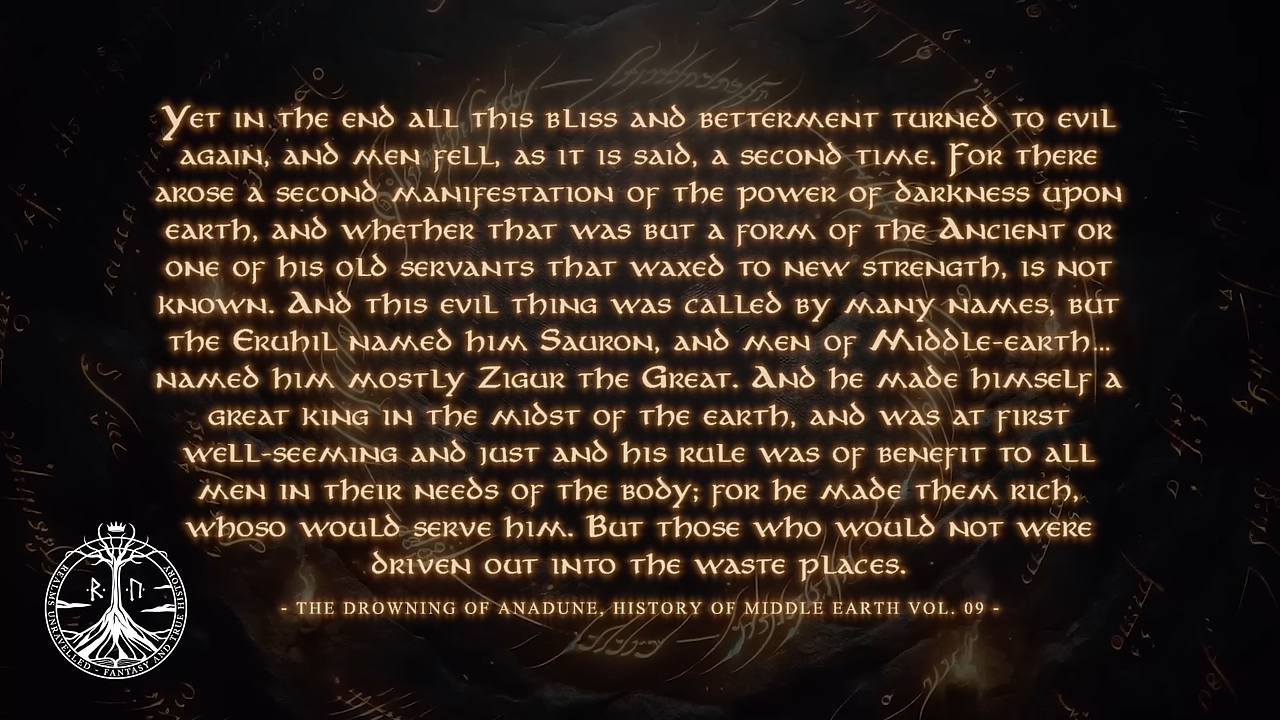 Yet in the end all this bliss and betterment turned to evil
again, and men fell, as it is said, a second time. For there
arose a second manifestation of the power of darkness upon
earth, and whether that was but a form of the Ancient or
one of his old servants that waxed to new strength, is not
known. And this evil thing was called by many names, but
the Eruhil named him Sauron, and men of Middle-earth...
named him mostly Zigur the Great. And he made himself a
great king in the midst of the earth, and was at first
well-seeming and just and his rule was of benefit to all
men in their needs of the body; for he made them rich,
whoso would serve him. But those who would not were
driven out into the waste places.
- THE DROWNING OF ANADUNE, HISTORY OF MIDDLE EARTH VOL. 09 -
REALMS UNRAVELLED - FANTASY AND TRUE HISTORY
ᚱ ᚢ